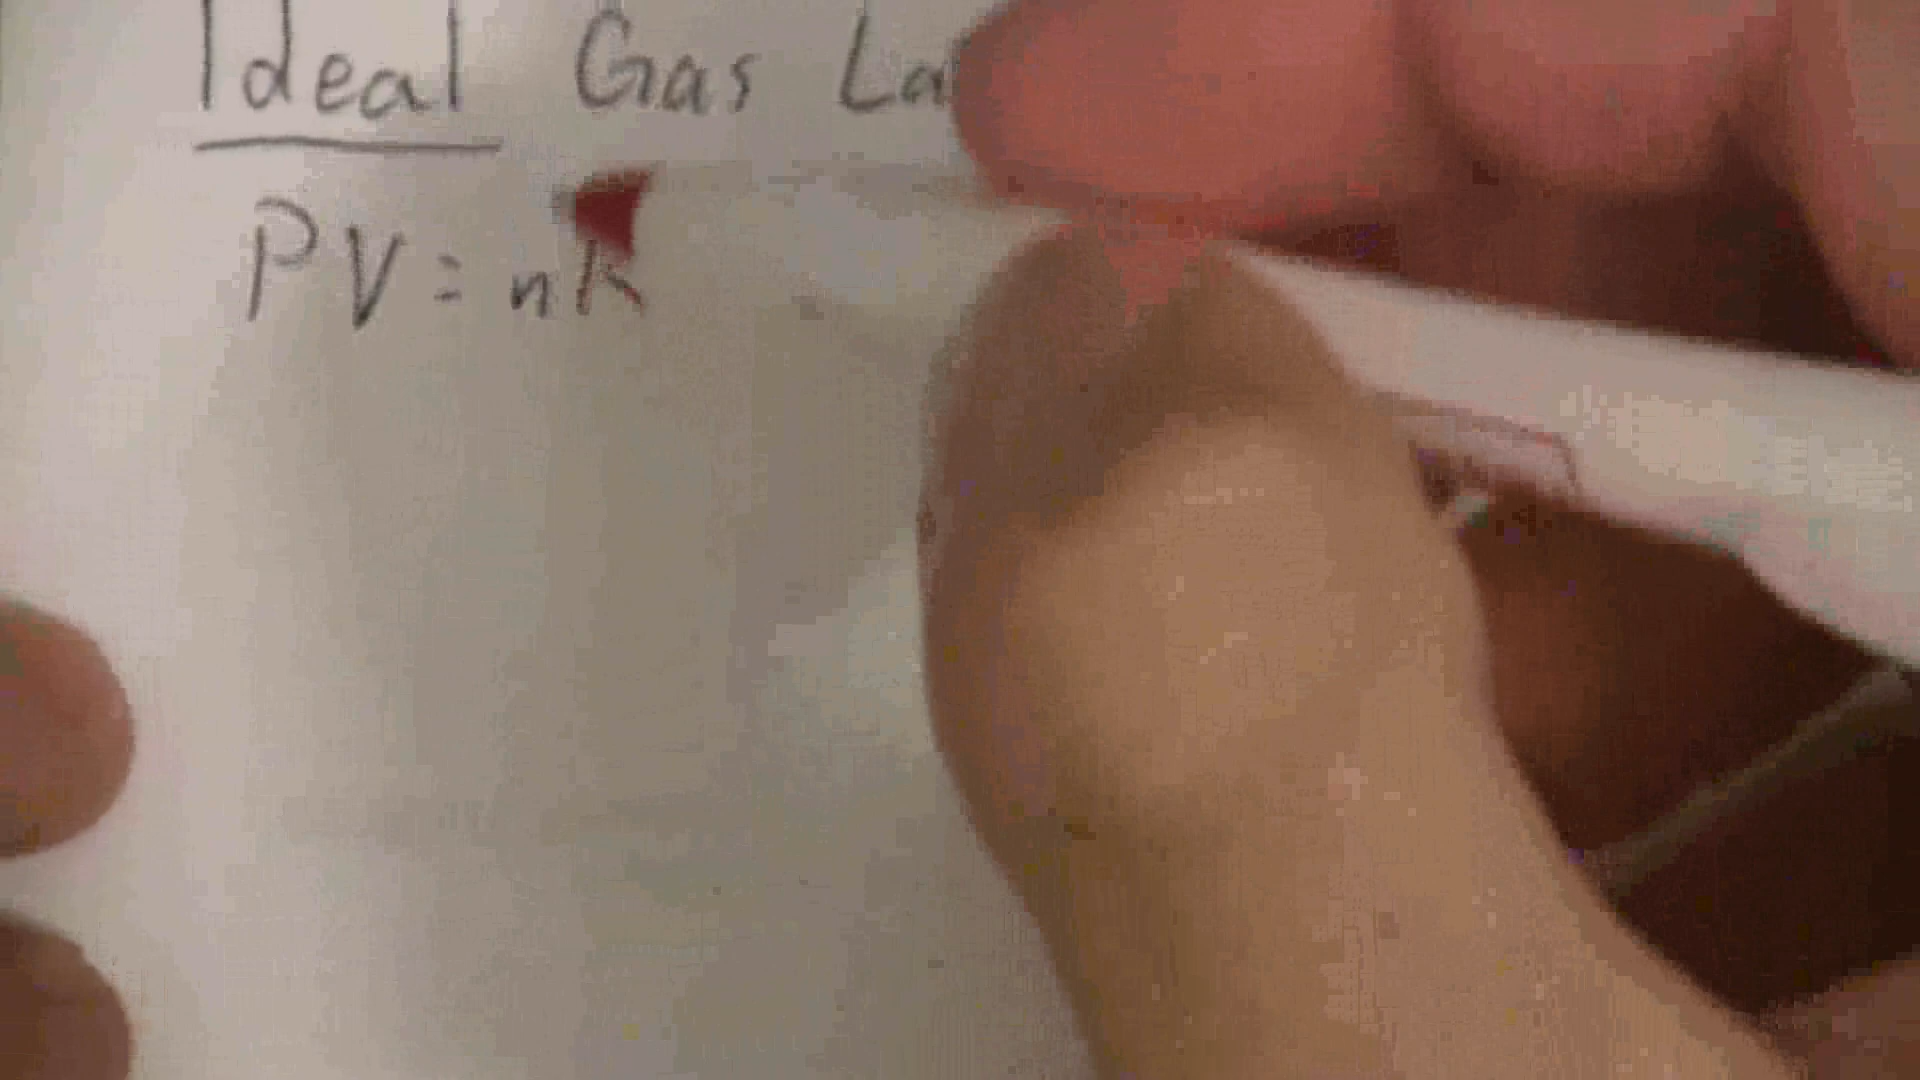 Ideal Gas La
PV = nR